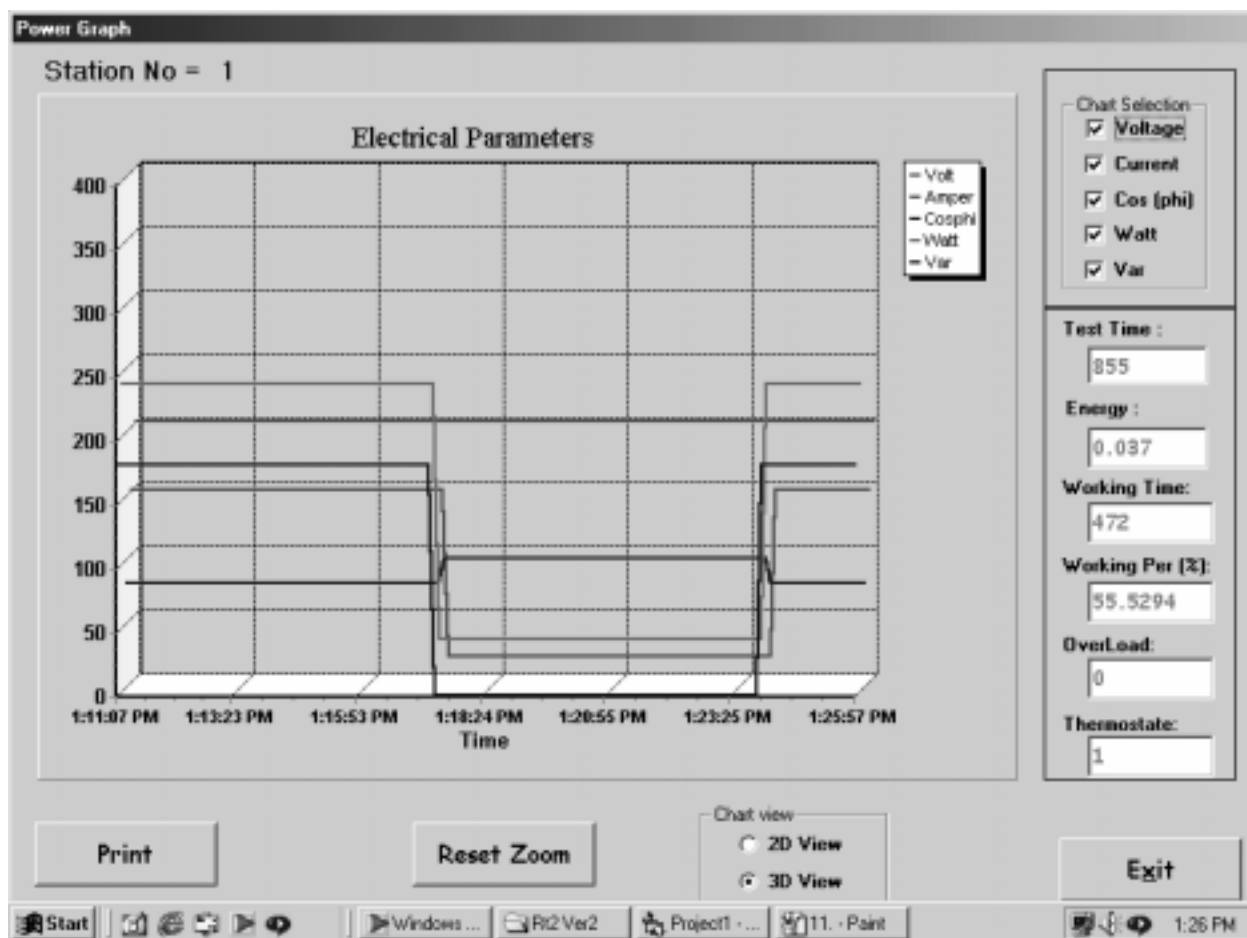 Power Graph
Station No = 1
Electrical Parameters
400
350
300
250
200
150
100
50
0
1:11:07 PM 1:13:23 PM 1:15:53 PM 1:18:24 PM 1:20:55 PM 1:23:25 PM 1:25:57 PM
Time
Volt
Amper
Cosphi
Watt
Var
Chart Selection
Voltage
Current
Cos (phi)
Watt
Var
Test Time :
855
Energy :
0.037
Working Time:
472
Working Per (%):
55.5294
OverLoad:
0
Thermostate:
1
Print
Reset Zoom
Chart view
2D View
3D View
Exit
Start
Windows ...
Rt2 Ver2
Project1 - ...
11. - Paint
1:26 PM